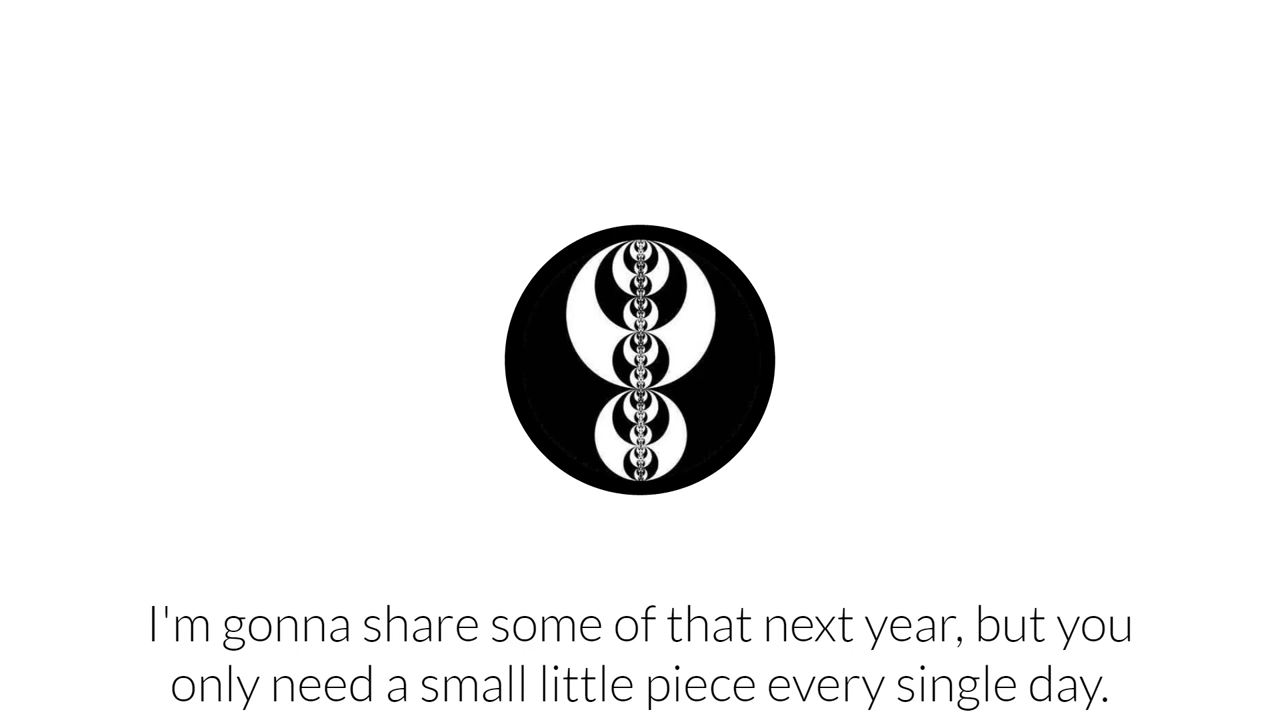 I'm gonna share some of that next year, but you
only need a small little piece every single day.